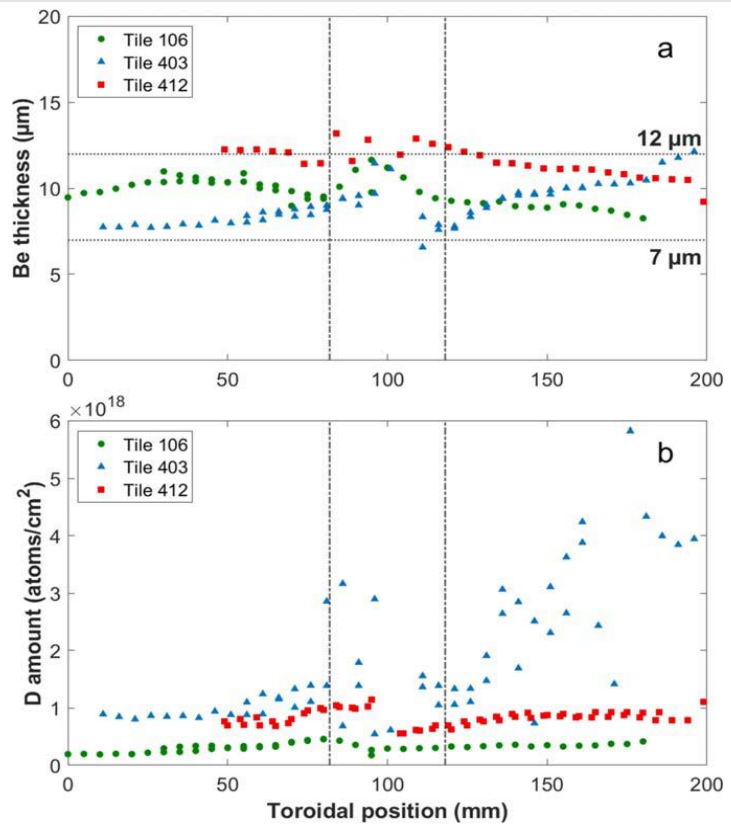 20
a
Tile 106
Tile 403
Tile 412
15
12 µm
10
7 µm
5
0
Be thickness (µm)
0 50 100 150 200
×10¹⁸
6
b
Tile 106
Tile 403
Tile 412
5
4
3
2
1
0
D amount (atoms/cm²)
0 50 100 150 200
Toroidal position (mm)